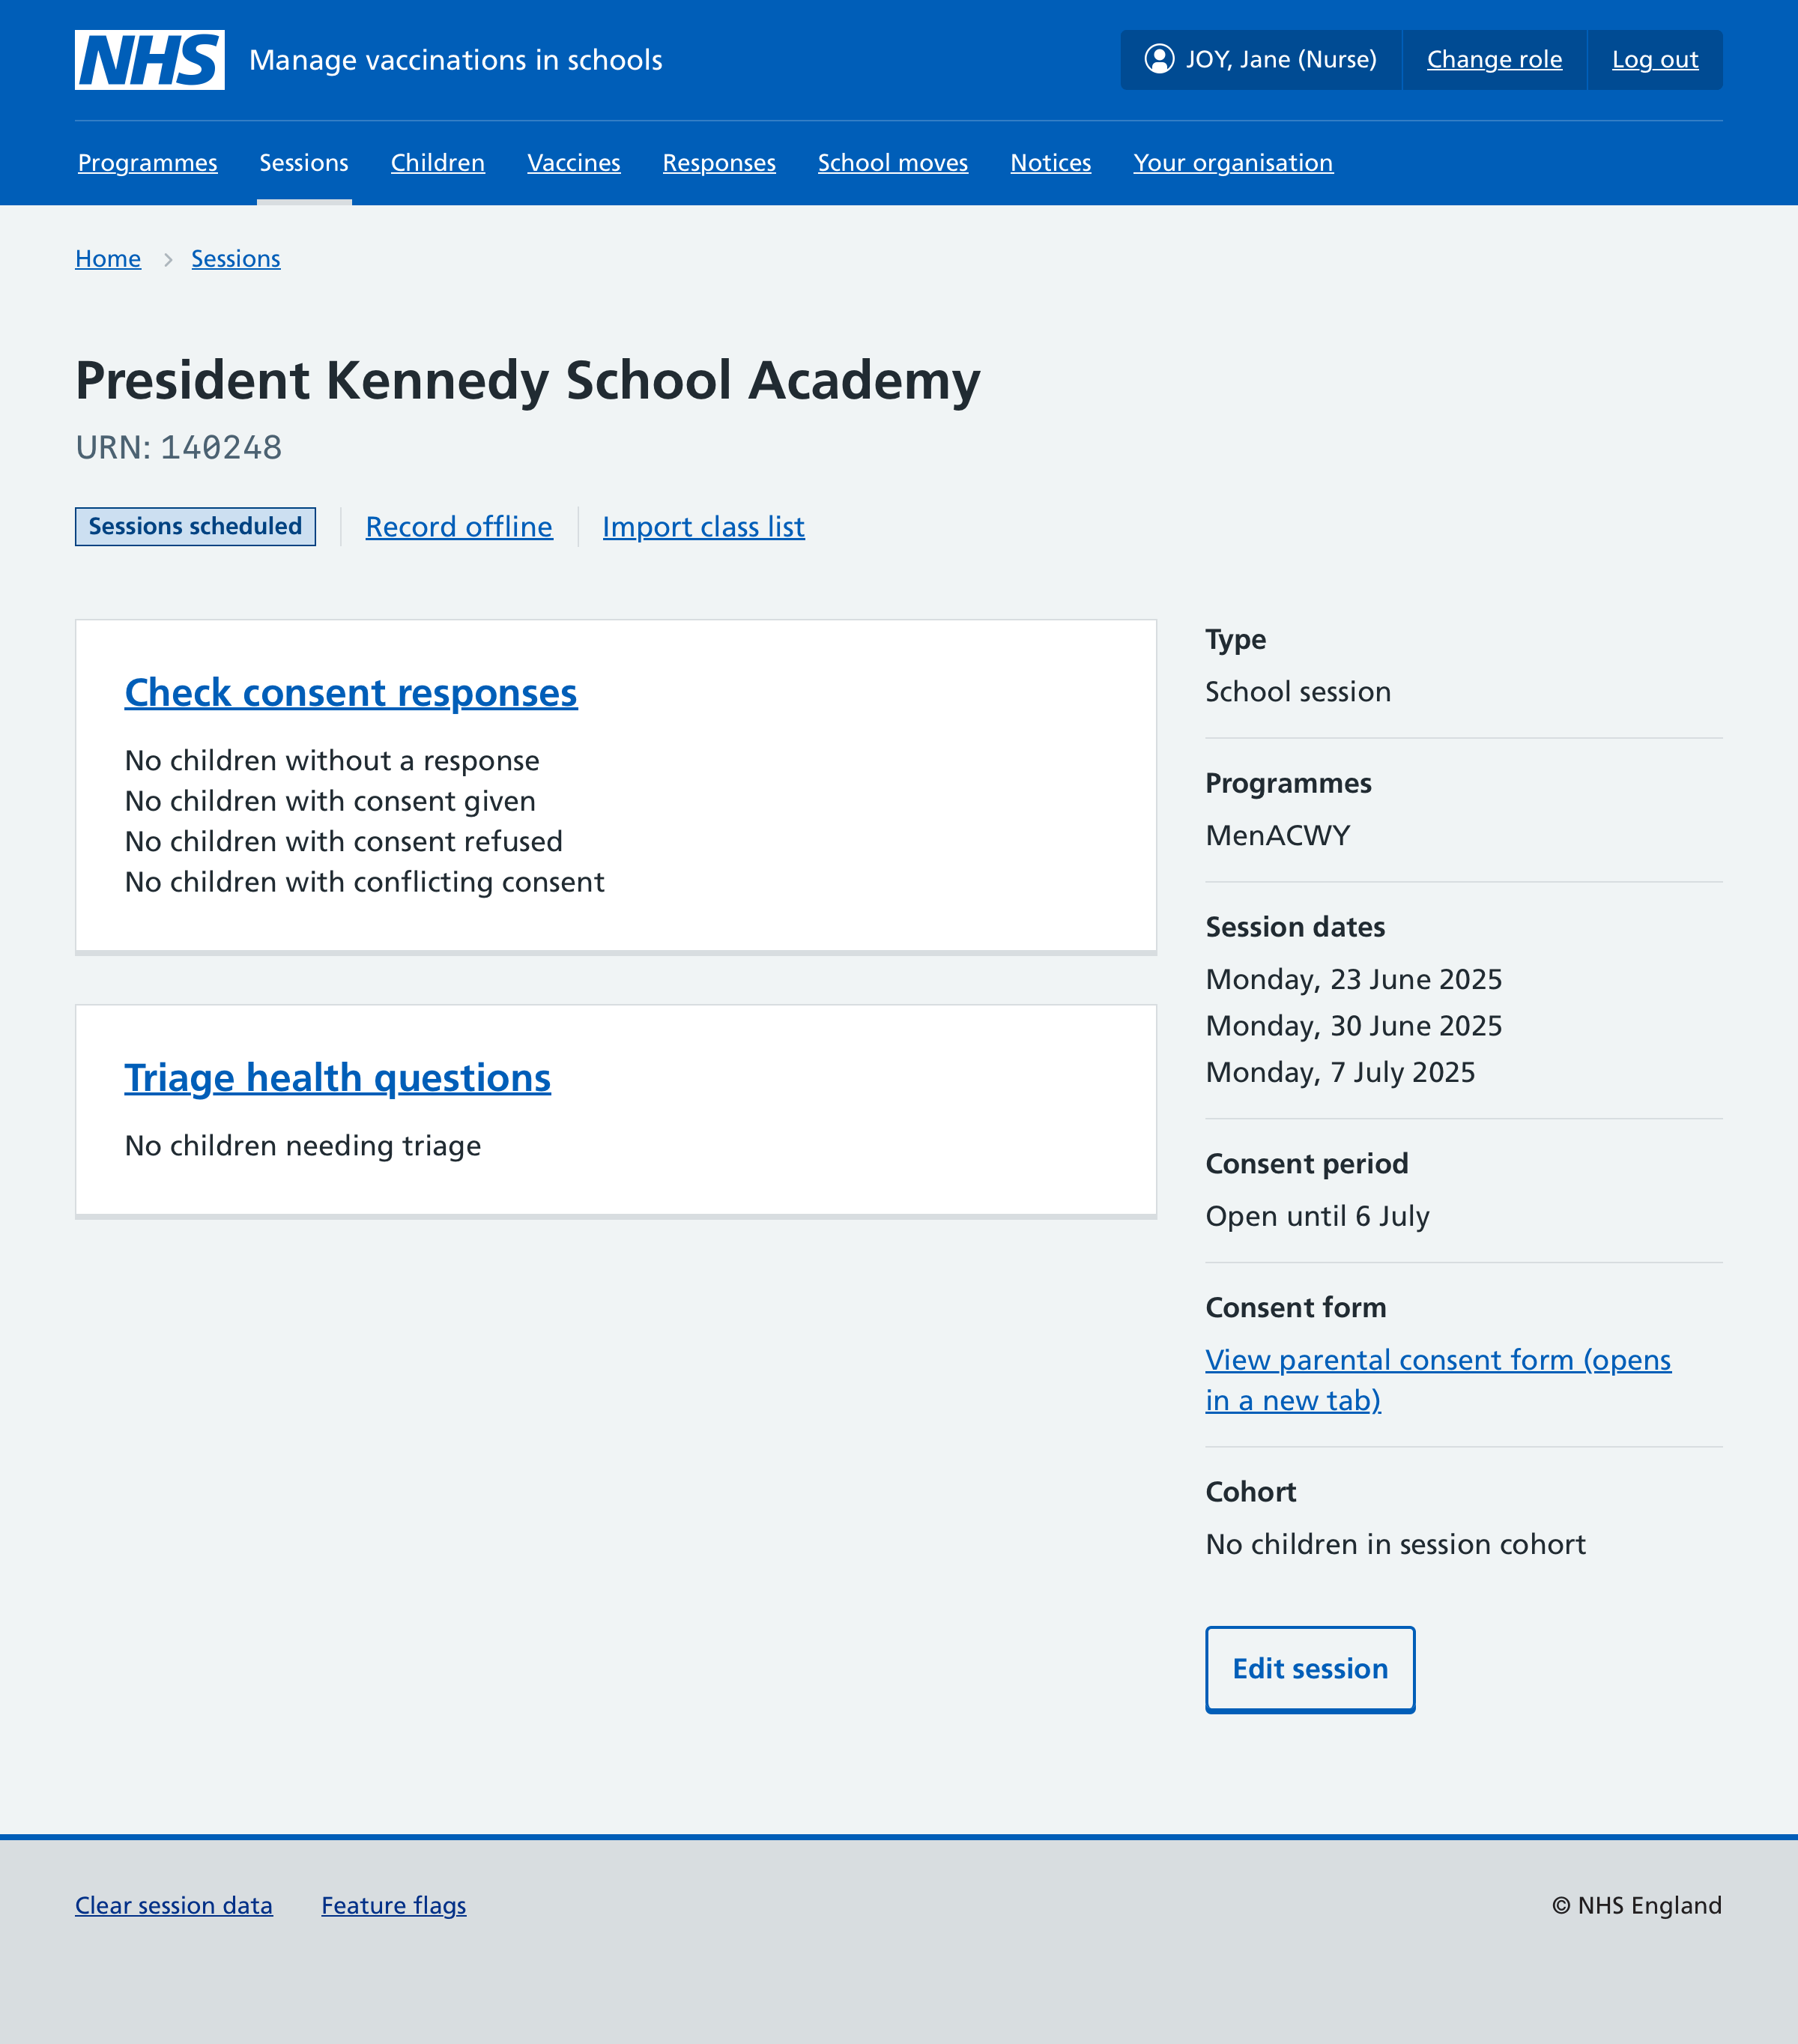 NHS Manage vaccinations in schools
JOY, Jane (Nurse) Change role Log out
Programmes Sessions Children Vaccines Responses School moves Notices Your organisation
Home Sessions
President Kennedy School Academy
URN: 140248
Sessions scheduled Record offline Import class list
Check consent responses
No children without a response
No children with consent given
No children with consent refused
No children with conflicting consent
Triage health questions
No children needing triage
Type
School session
Programmes
MenACWY
Session dates
Monday, 23 June 2025
Monday, 30 June 2025
Monday, 7 July 2025
Consent period
Open until 6 July
Consent form
View parental consent form (opens
in a new tab)
Cohort
No children in session cohort
Edit session
Clear session data Feature flags
© NHS England